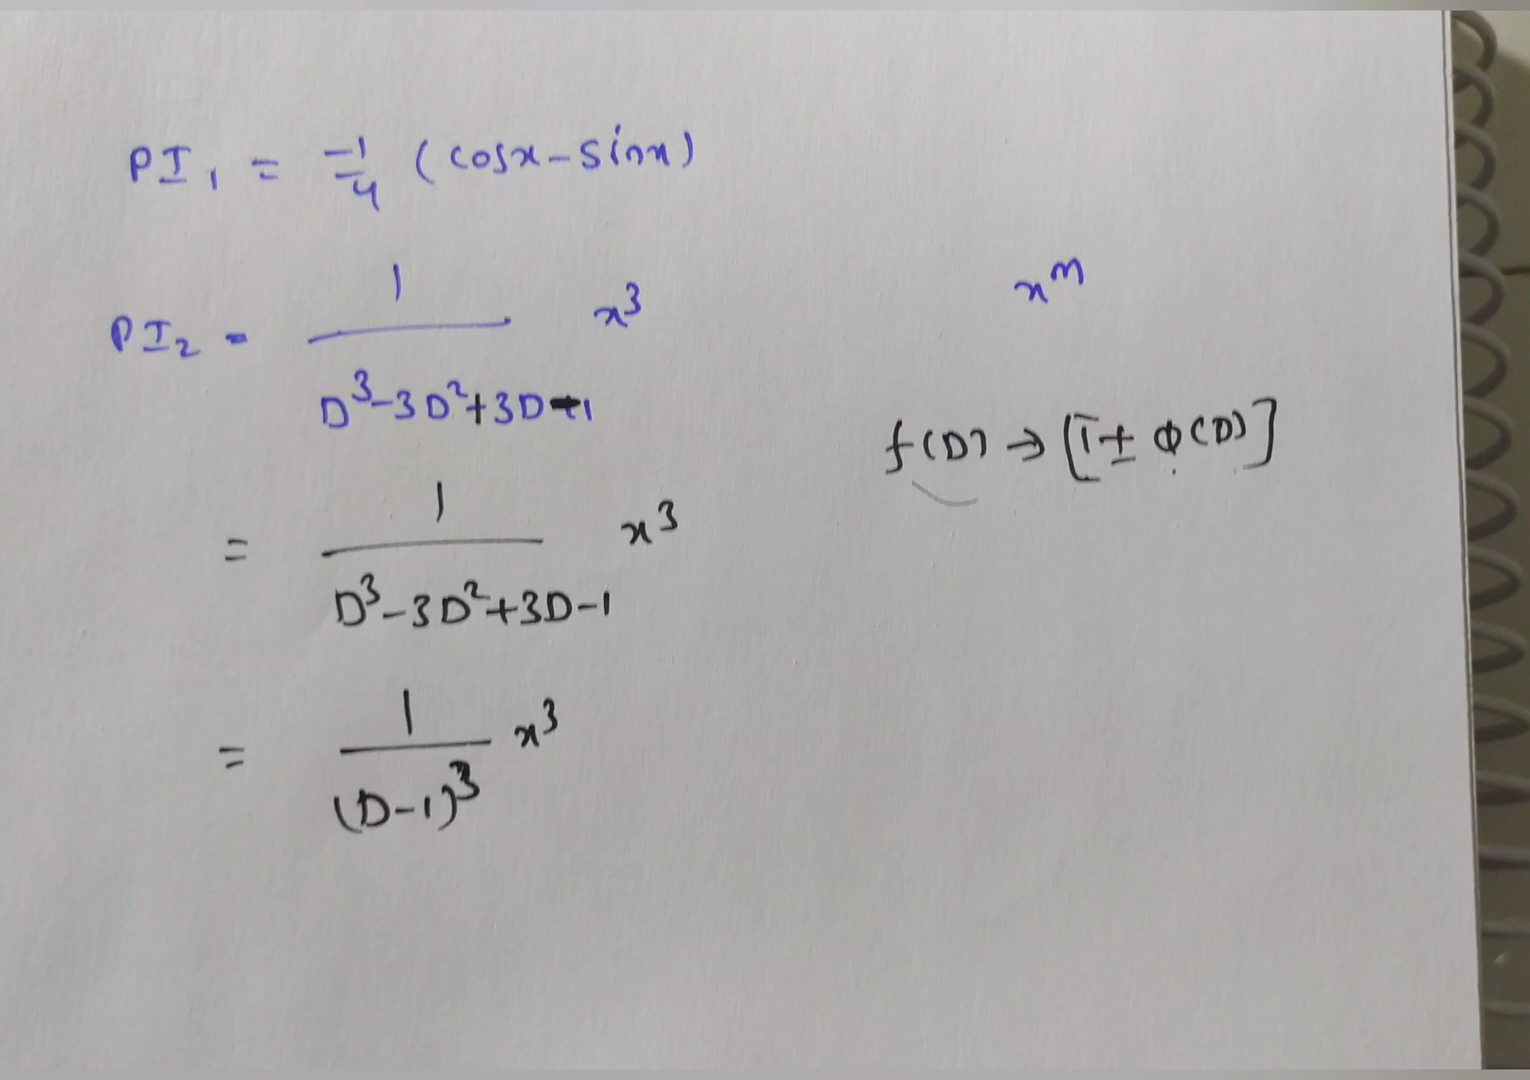 PI₁ = -1/4 (cosx - sinx)
PI₂ = 1/(D³-3D²+3D-1) x³
xᵐ
f(D) → [1 ± φ(D)]
= 1/(D³-3D²+3D-1) x³
= 1/(D-1)³ x³